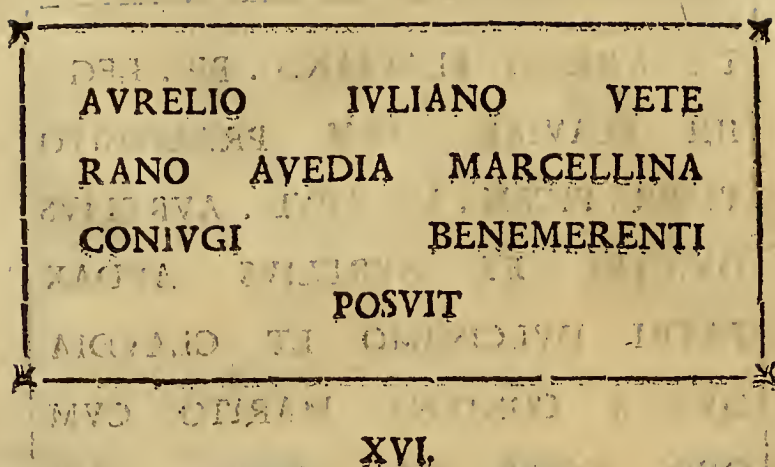 AVRELIO IVLIANO VETE
RANO AVEDIA MARCELLINA
CONIVGI BENEMERENTI
POSVIT
XVI.